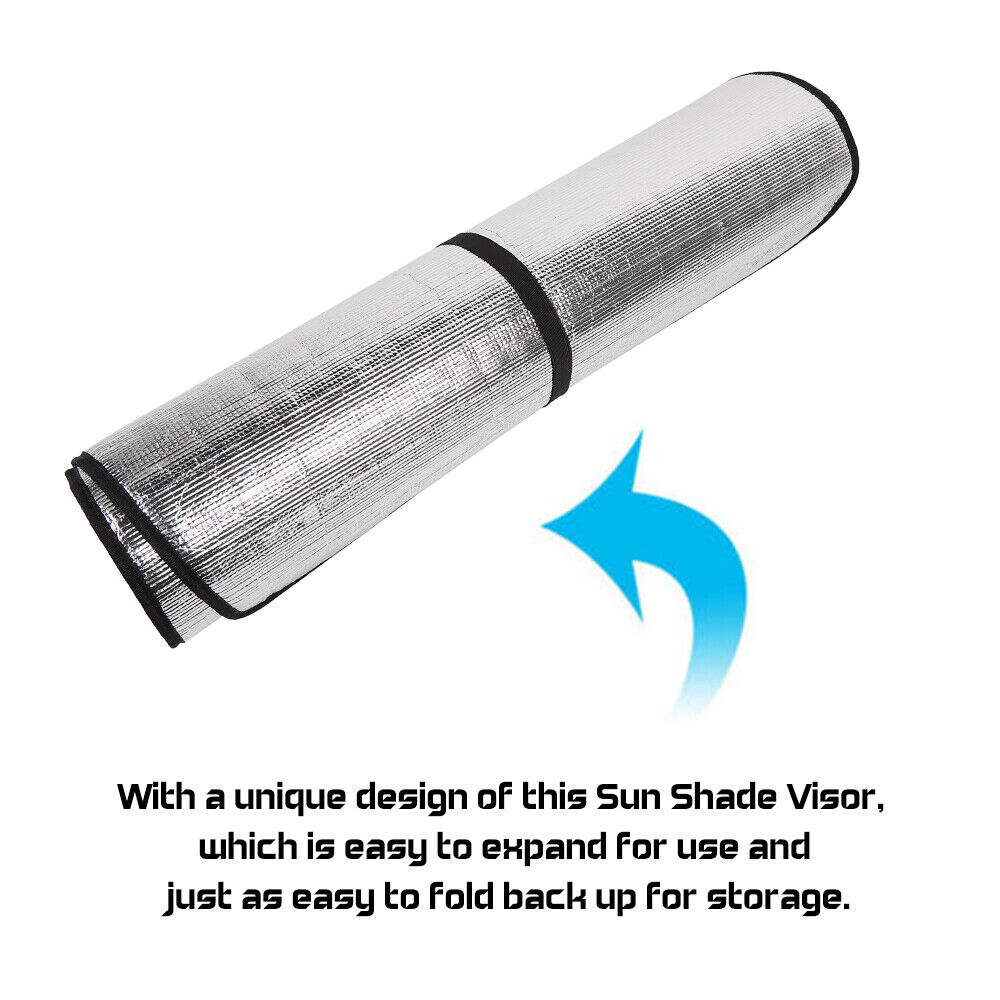 With a unique design of this Sun Shade Visor,
which is easy to expand for use and
just as easy to fold back up for storage.